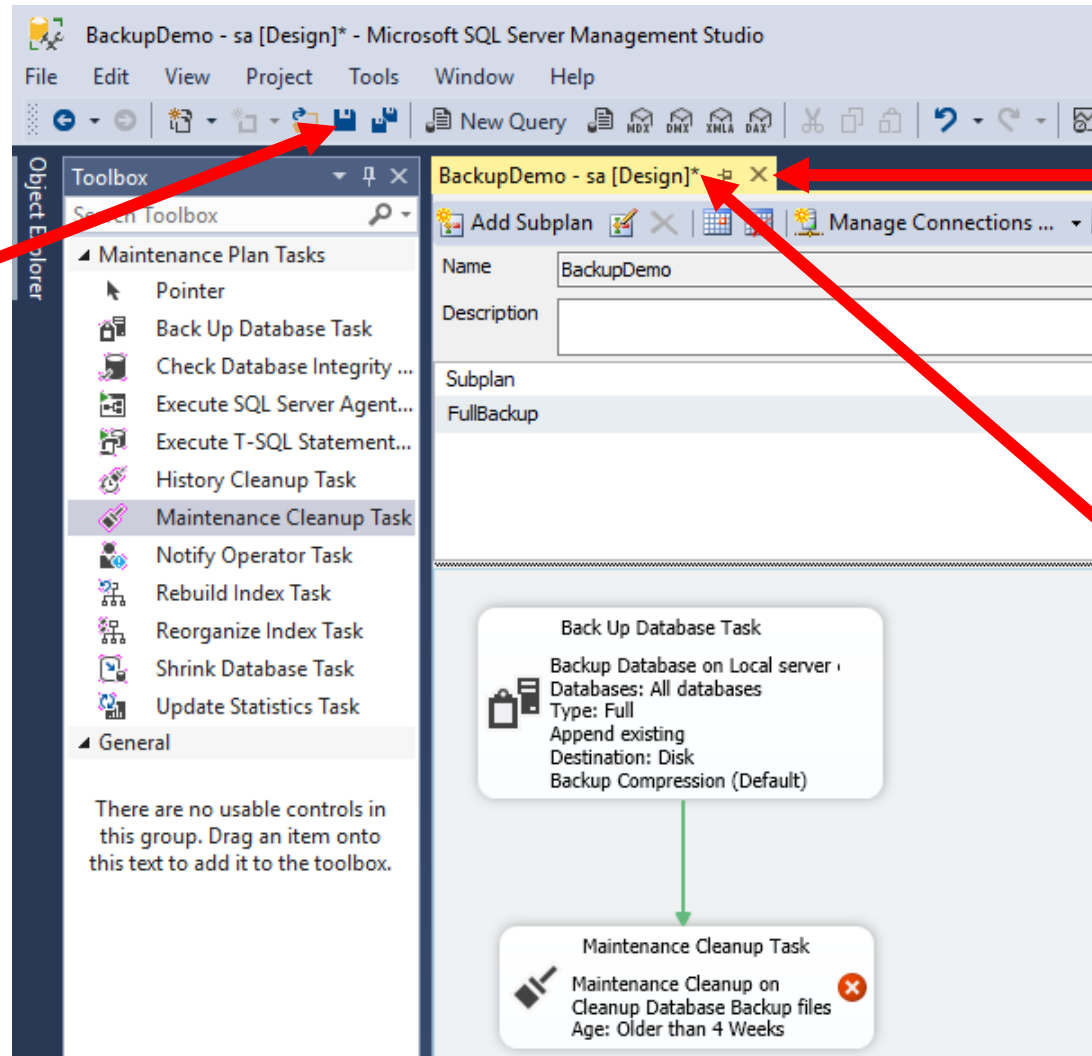 BackupDemo - sa [Design]* - Microsoft SQL Server Management Studio
File Edit View Project Tools Window Help
New Query MDX DMX XMLA DAX
Object Explorer
Toolbox
Search Toolbox
Maintenance Plan Tasks
Pointer
Back Up Database Task
Check Database Integrity ...
Execute SQL Server Agent...
Execute T-SQL Statement...
History Cleanup Task
Maintenance Cleanup Task
Notify Operator Task
Rebuild Index Task
Reorganize Index Task
Shrink Database Task
Update Statistics Task
General
There are no usable controls in
this group. Drag an item onto
this text to add it to the toolbox.
BackupDemo - sa [Design]*
Add Subplan Manage Connections ...
Name BackupDemo
Description
Subplan
FullBackup
Back Up Database Task
Backup Database on Local server
Databases: All databases
Type: Full
Append existing
Destination: Disk
Backup Compression (Default)
Maintenance Cleanup Task
Maintenance Cleanup on
Cleanup Database Backup files
Age: Older than 4 Weeks